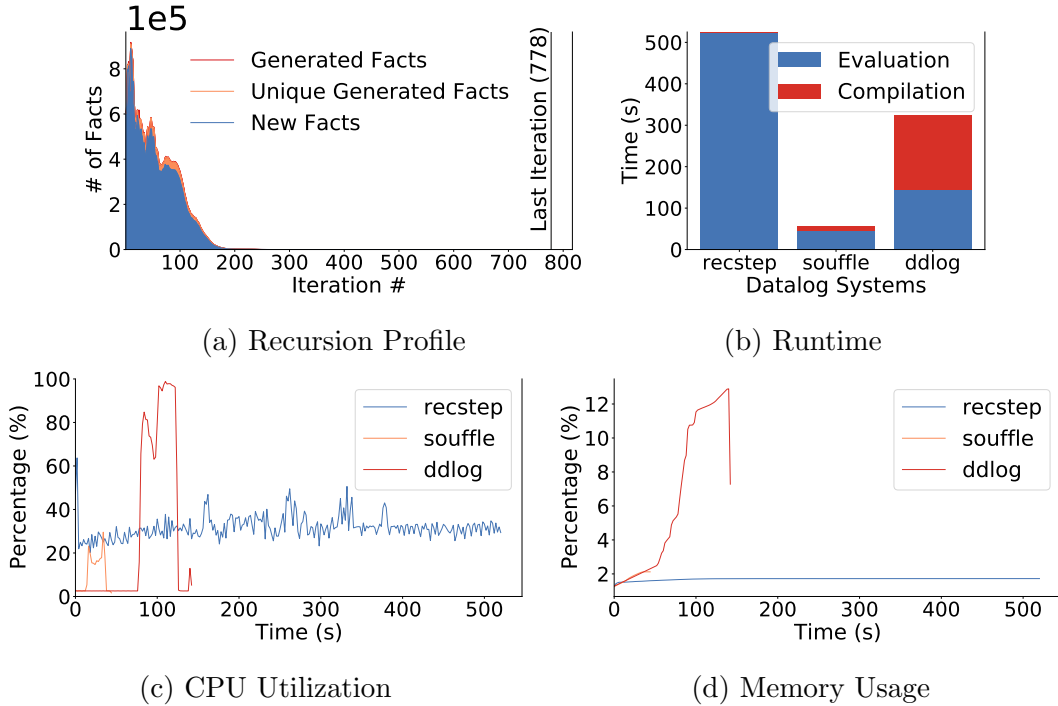 1e5
Generated Facts
Unique Generated Facts
New Facts
# of Facts
8
6
4
2
0
100 200 300 400 500 600 700 800
Iteration #
Last Iteration (778)
(a) Recursion Profile
Evaluation
Compilation
Time (s)
500
400
300
200
100
0
recstep souffle ddlog
Datalog Systems
(b) Runtime
recstep
souffle
ddlog
Percentage (%)
100
80
60
40
20
0
0 100 200 300 400 500
Time (s)
(c) CPU Utilization
recstep
souffle
ddlog
Percentage (%)
12
10
8
6
4
2
0 100 200 300 400 500
Time (s)
(d) Memory Usage